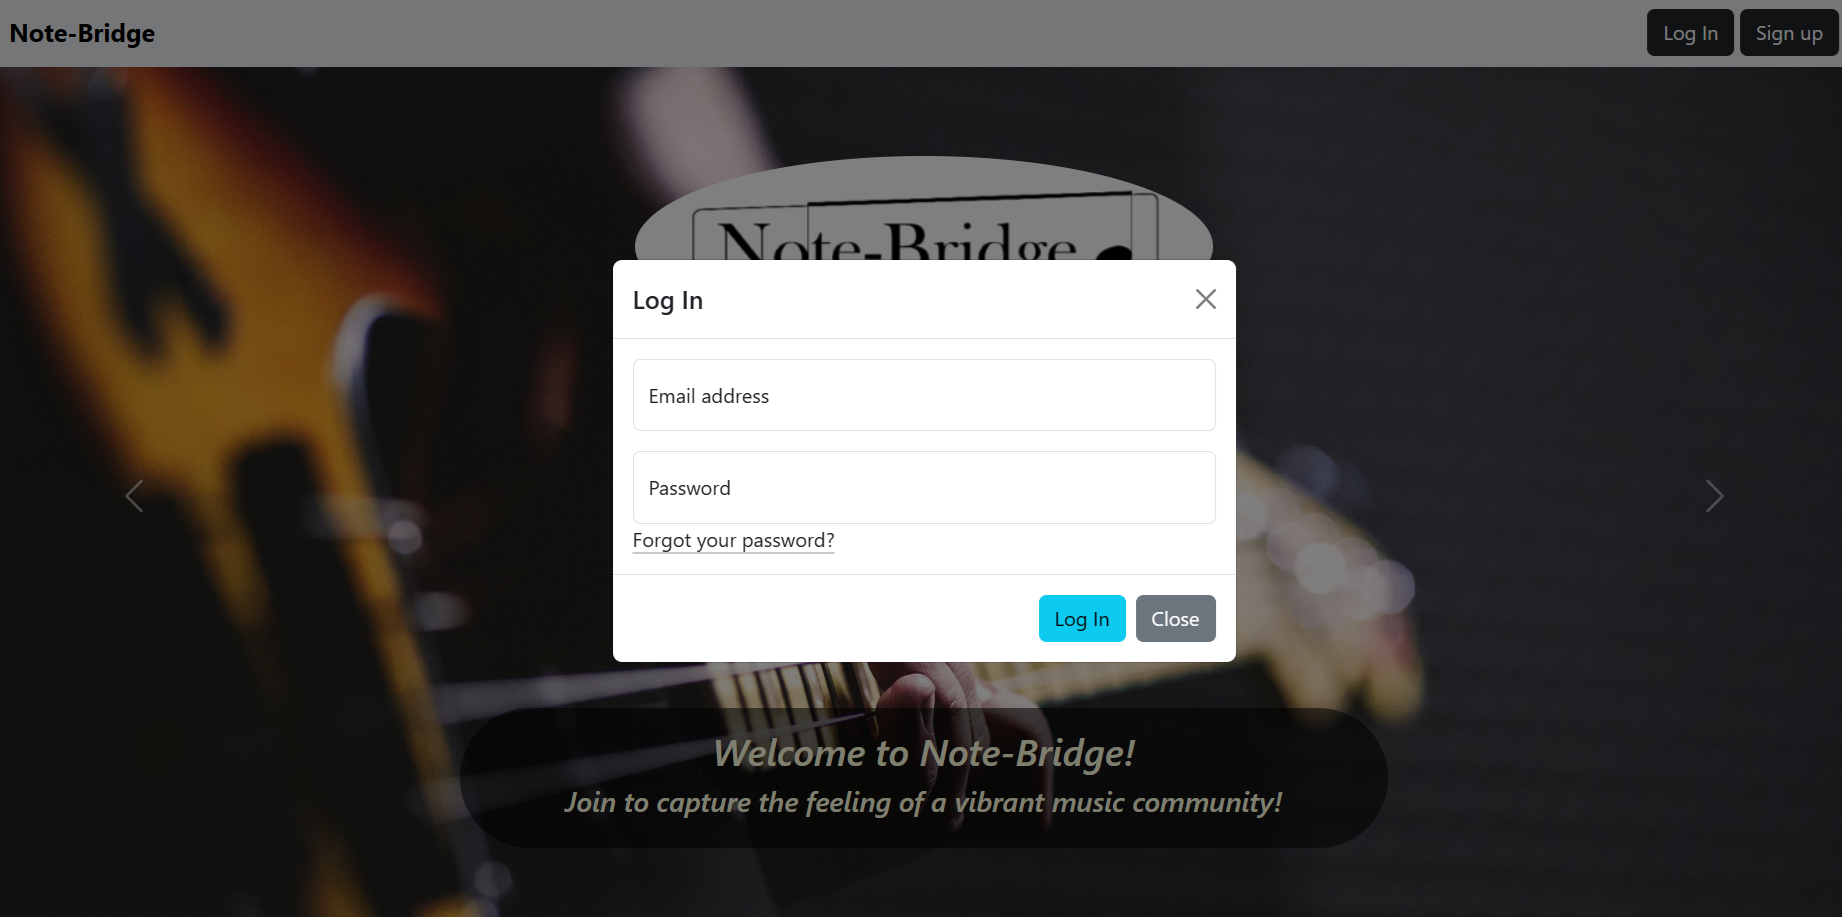 Note-Bridge
Log In
Sign up
Note-Bridge
Log In
Email address
Password
Forgot your password?
Log In
Close
Welcome to Note-Bridge!
Join to capture the feeling of a vibrant music community!